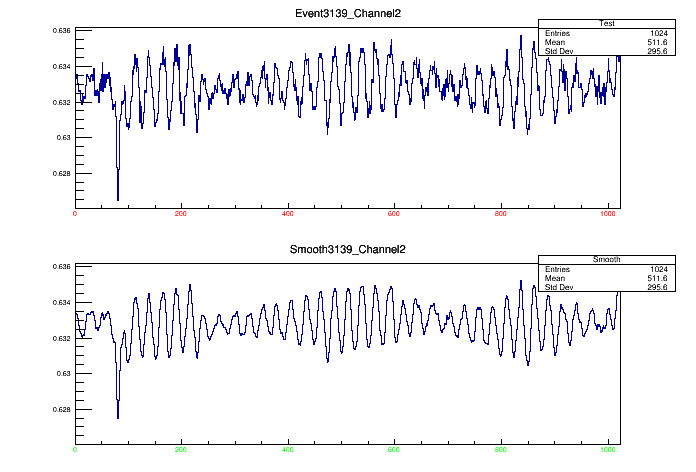 Event3139_Channel2
Test
Entries 1024
Mean 511.6
Std Dev 295.6
0.636
0.634
0.632
0.63
0.628
0 200 400 600 800 1000
Smooth3139_Channel2
Smooth
Entries 1024
Mean 511.6
Std Dev 295.6
0.636
0.634
0.632
0.63
0.628
0 200 400 600 800 1000